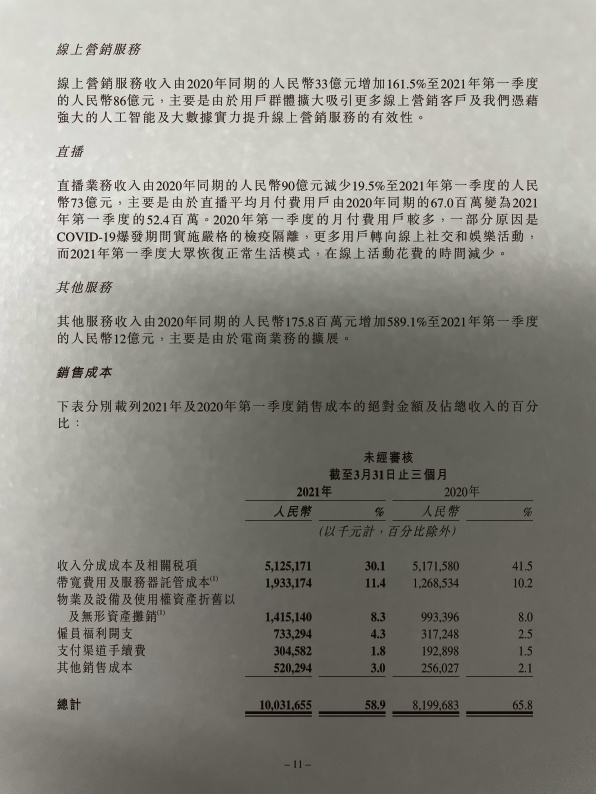 線上營銷服務
線上營銷服務收入由2020年同期的人民幣33億元增加161.5%至2021年第一季度
的人民幣86億元，主要是由於用戶群體擴大吸引更多線上營銷客戶及我們憑藉
強大的人工智能及大數據實力提升線上營銷服務的有效性。
直播
直播業務收入由2020年同期的人民幣90億元減少19.5%至2021年第一季度的人民
幣73億元，主要是由於直播平均月付費用戶由2020年同期的67.0百萬變為2021
年第一季度的52.4百萬。2020年第一季度的月付費用戶較多，一部分原因是
COVID-19爆發期間實施嚴格的檢疫隔離，更多用戶轉向線上社交和娛樂活動，
而2021年第一季度大眾恢復正常生活模式，在線上活動花費的時間減少。
其他服務
其他服務收入由2020年同期的人民幣175.8百萬元增加589.1%至2021年第一季度
的人民幣12億元，主要是由於電商業務的擴展。
銷售成本
下表分別載列2021年及2020年第一季度銷售成本的絕對金額及佔總收入的百分
比：
未經審核
截至3月31日止三個月
2021年 2020年
人民幣 % 人民幣 %
(以千元計，百分比除外)
收入分成成本及相關稅項 5,125,171 30.1 5,171,580 41.5
帶寬費用及服務器託管成本(1) 1,933,174 11.4 1,268,534 10.2
物業及設備及使用權資產折舊以
及無形資產攤銷(1) 1,415,140 8.3 993,396 8.0
僱員福利開支 733,294 4.3 317,248 2.5
支付渠道手續費 304,582 1.8 192,898 1.5
其他銷售成本 520,294 3.0 256,027 2.1
總計 10,031,655 58.9 8,199,683 65.8
– 11 –